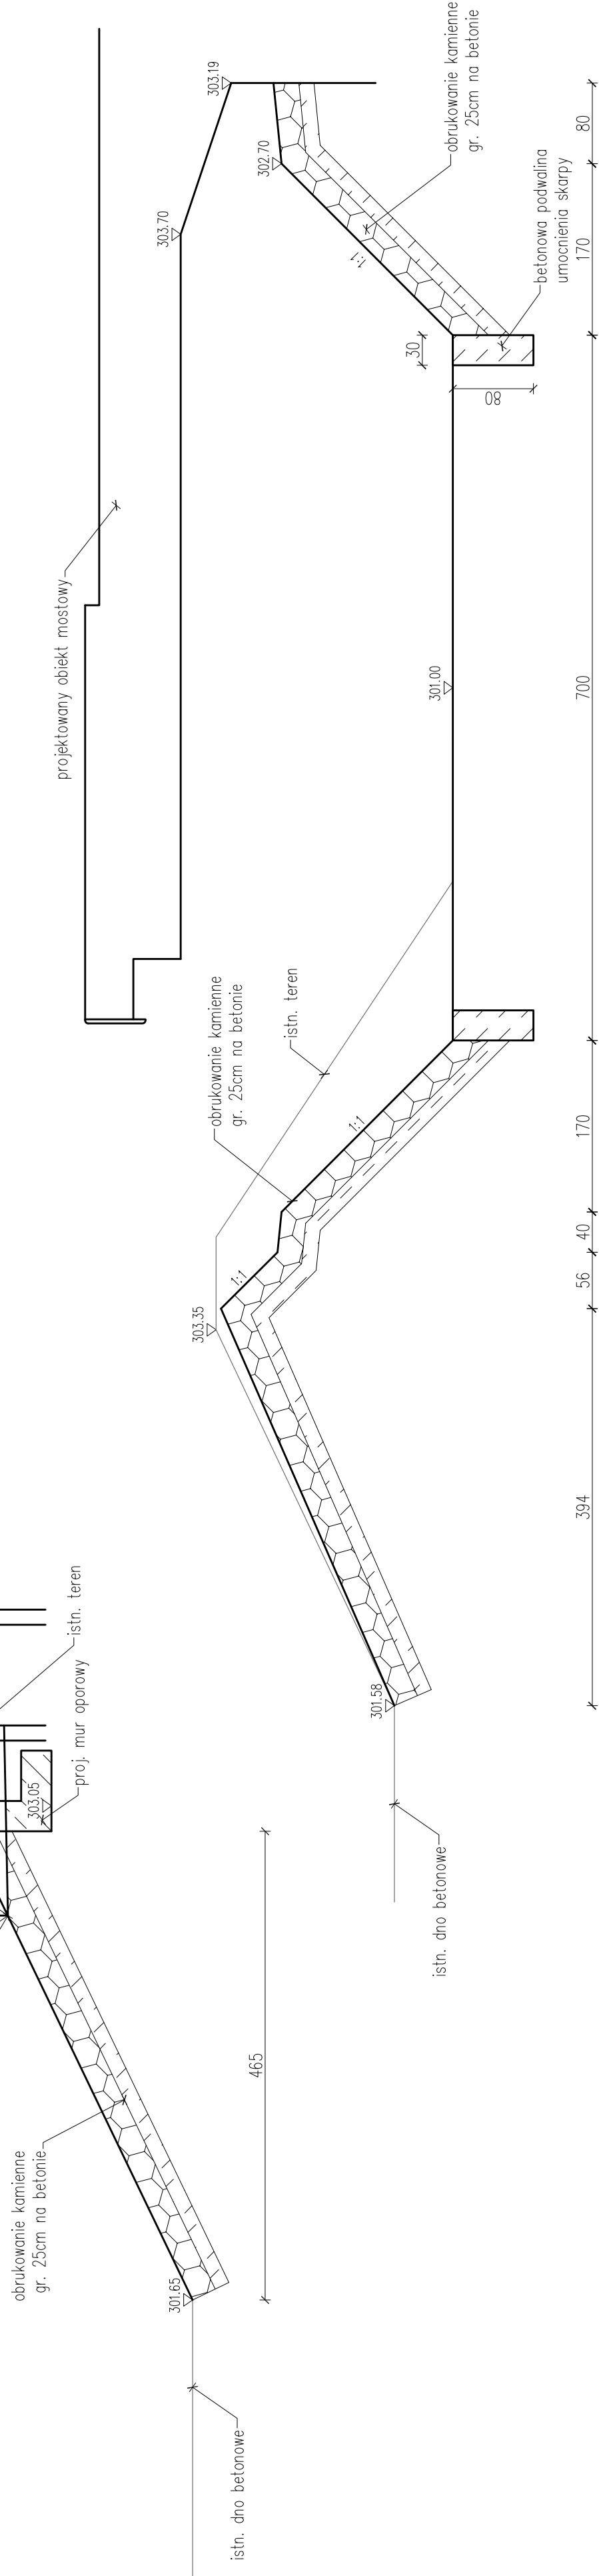 projektowany obiekt mostowy
303.70
303.19
302.70
obrukowanie kamienne
gr. 25cm na betonie
1:1
betonowa podwalina
umocnienia skarpy
30
80
301.00
obrukowanie kamienne
gr. 25cm na betonie
istn. teren
1:1
1:1
303.35
301.58
istn. dno betonowe
394
56
40
170
700
170
80
istn. teren
proj. mur oporowy
303.05
obrukowanie kamienne
gr. 25cm na betonie
301.65
465
istn. dno betonowe